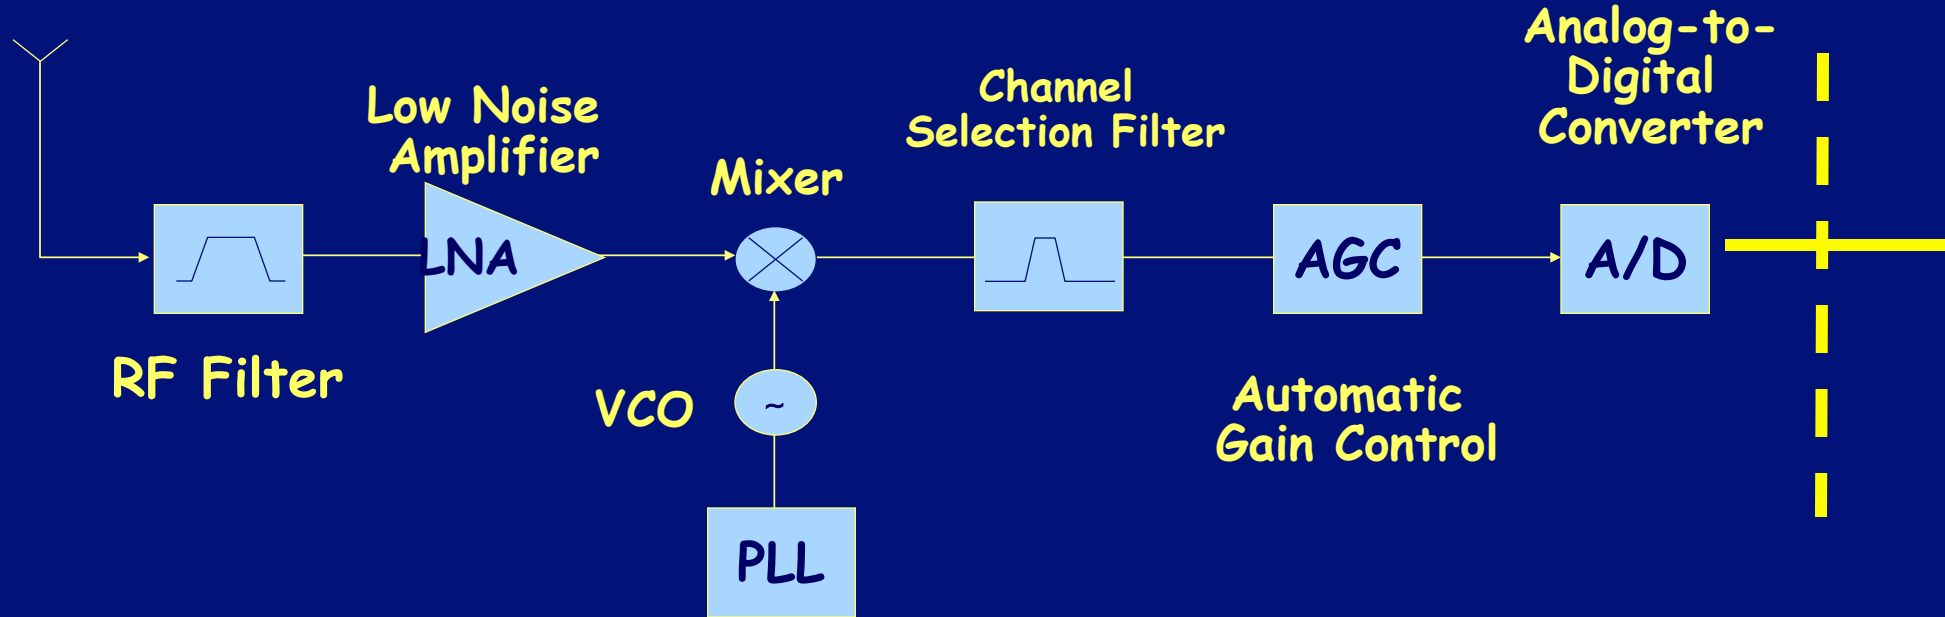 Analog-to-
Digital
Converter
Channel
Selection Filter
Low Noise
Amplifier
Mixer
LNA
AGC
A/D
RF Filter
VCO
~
Automatic
Gain Control
PLL